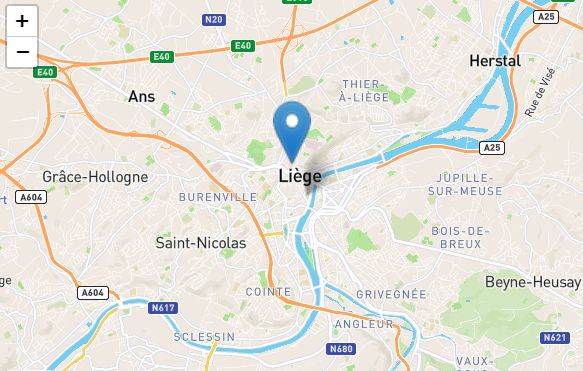 +
−
N20
E40
A25
E40
E40
Herstal
THIER-
À-LIÈGE
Rue de Visé
Ans
A25
Liège
Grâce-Hollogne
JUPILLE-
SUR-MEUSE
A604
BURENVILLE
BOIS-DE-
BREUX
Saint-Nicolas
Beyne-Heusay
A604
COINTE
GRIVEGNÉE
N617
ANGLEUR
SCLESSIN
N680
N621
VAUX-